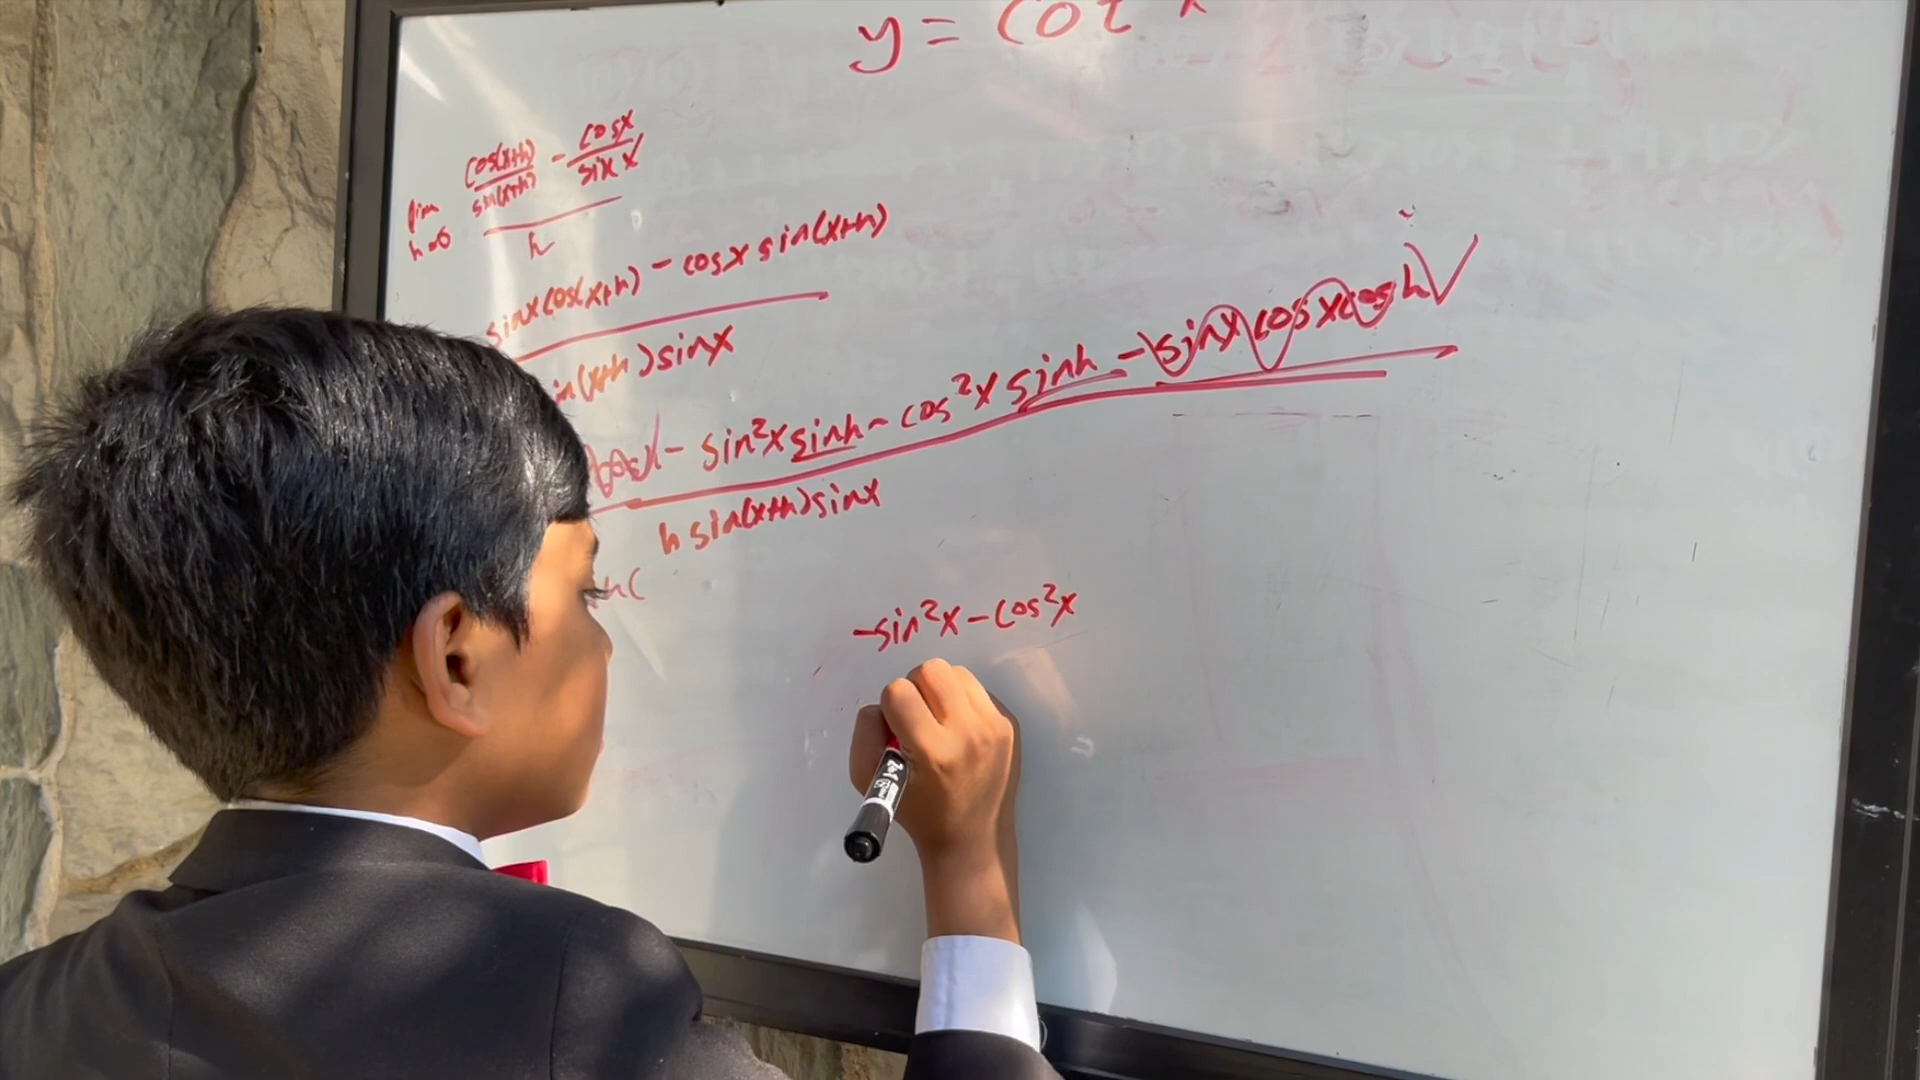 y = cot x
cos(x+h) cosx
sin(x+h) - sin x
lim
h→0 h
sinx cos(x+h) - cosx sin(x+h)
in(x+h) sinx
- sin²x sinh - cos²x sinh - sinx cosx cosh
h sin(x+h) sinx
-sin²x - cos²x